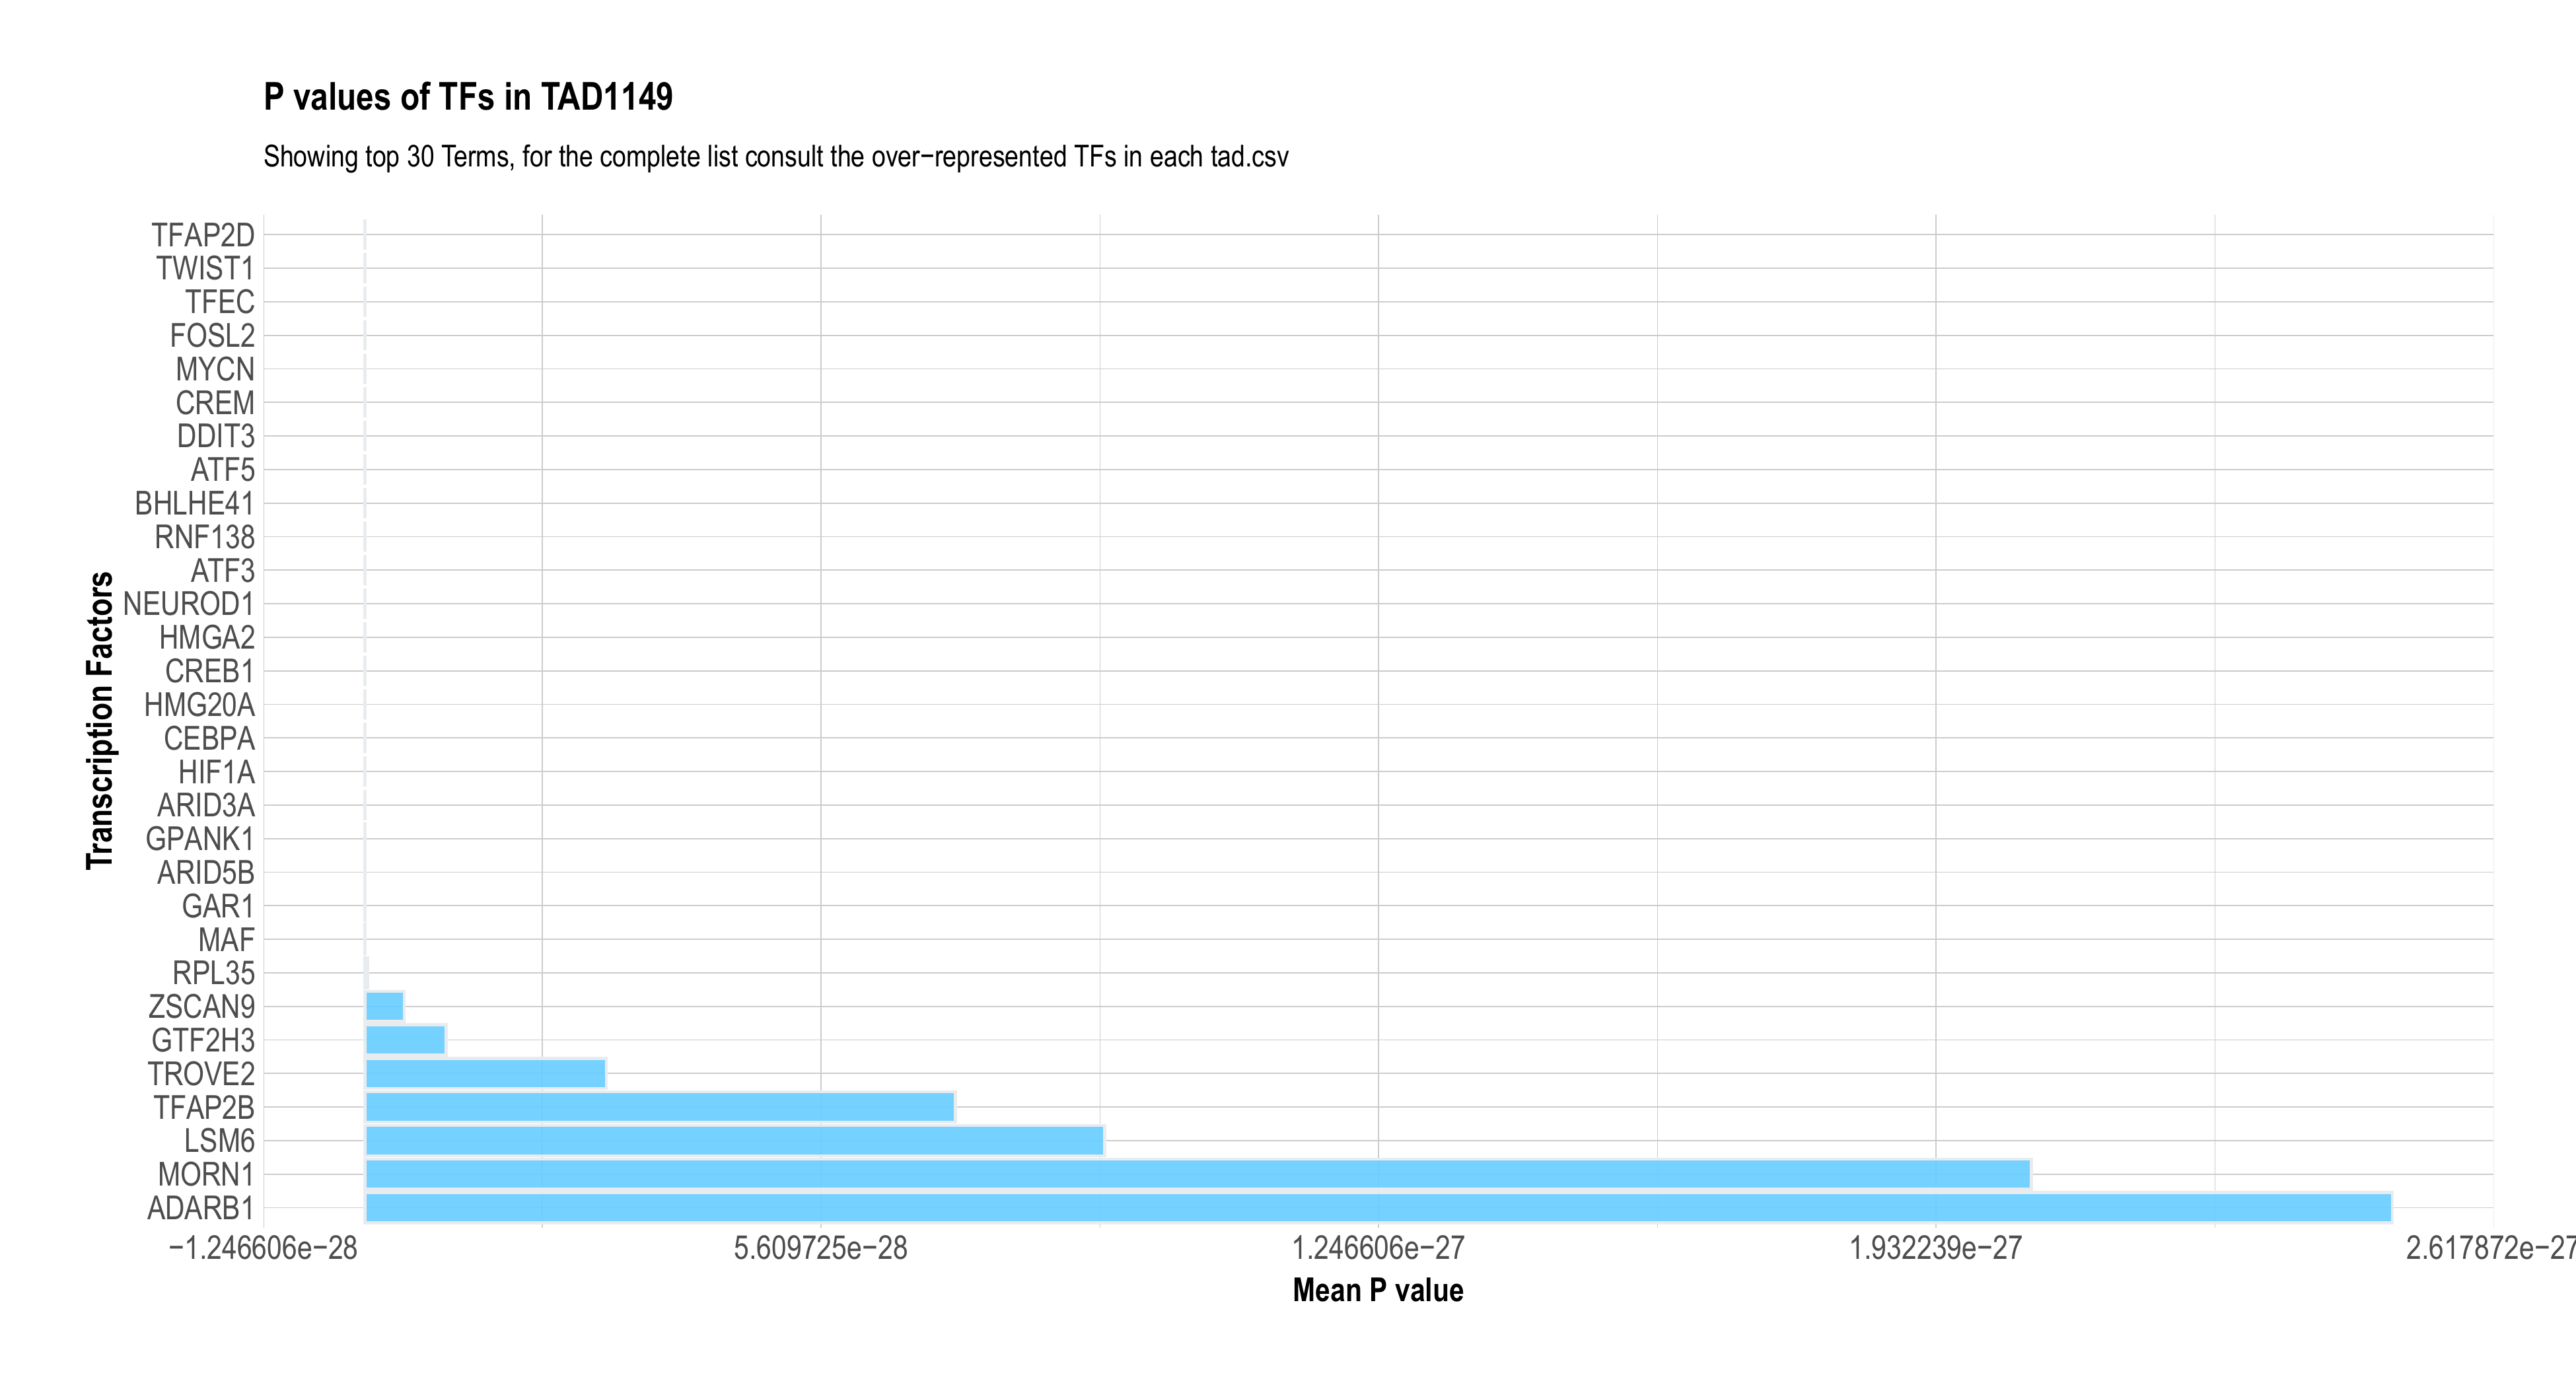 P values of TFs in TAD1149
Showing top 30 Terms, for the complete list consult the over−represented TFs in each tad.csv
Transcription Factors
TFAP2D
TWIST1
TFEC
FOSL2
MYCN
CREM
DDIT3
ATF5
BHLHE41
RNF138
ATF3
NEUROD1
HMGA2
CREB1
HMG20A
CEBPA
HIF1A
ARID3A
GPANK1
ARID5B
GAR1
MAF
RPL35
ZSCAN9
GTF2H3
TROVE2
TFAP2B
LSM6
MORN1
ADARB1
−1.246606e−28 5.609725e−28 1.246606e−27 1.932239e−27 2.617872e−27
Mean P value